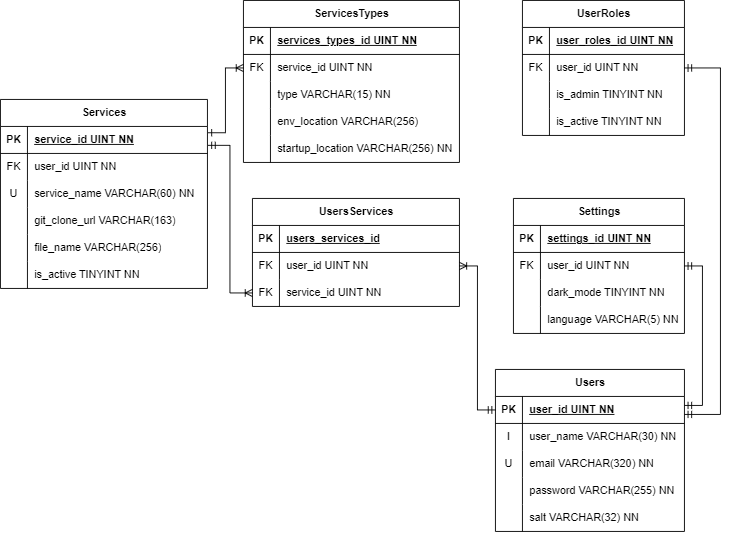 ServicesTypes
PK services_types_id UINT NN
FK service_id UINT NN
type VARCHAR(15) NN
env_location VARCHAR(256)
startup_location VARCHAR(256) NN
UserRoles
PK user_roles_id UINT NN
FK user_id UINT NN
is_admin TINYINT NN
is_active TINYINT NN
Services
PK service_id UINT NN
FK user_id UINT NN
U service_name VARCHAR(60) NN
git_clone_url VARCHAR(163)
file_name VARCHAR(256)
is_active TINYINT NN
UsersServices
PK users_services_id
FK user_id UINT NN
FK service_id UINT NN
Settings
PK settings_id UINT NN
FK user_id UINT NN
dark_mode TINYINT NN
language VARCHAR(5) NN
Users
PK user_id UINT NN
I user_name VARCHAR(30) NN
U email VARCHAR(320) NN
password VARCHAR(255) NN
salt VARCHAR(32) NN